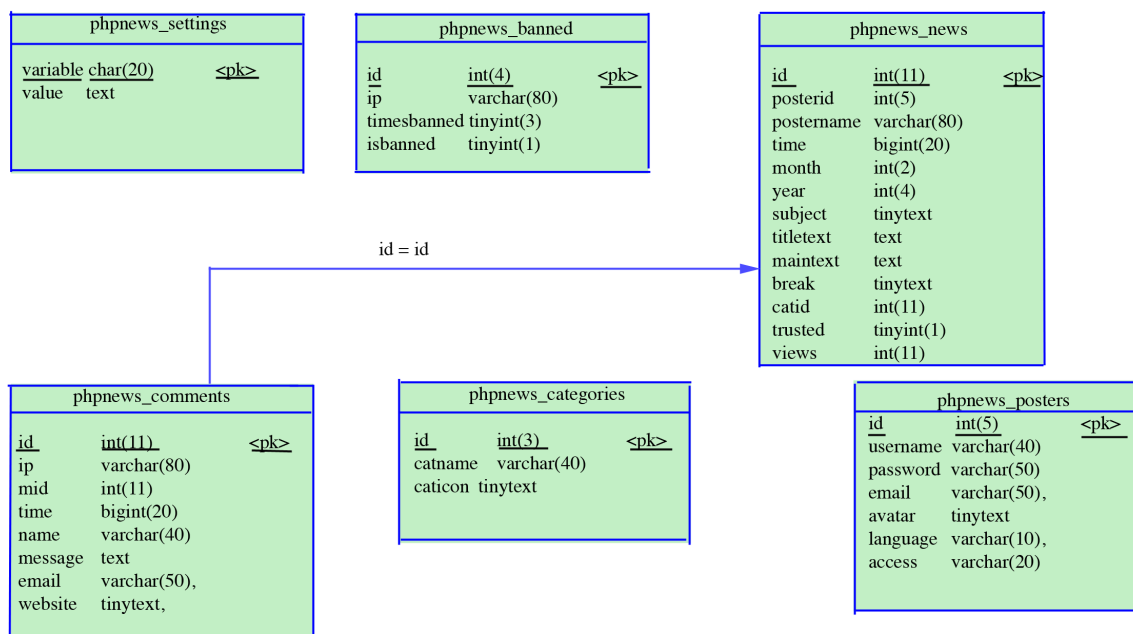 phpnews_settings
variable char(20) <pk>
value text
phpnews_banned
id int(4) <pk>
ip varchar(80)
timesbanned tinyint(3)
isbanned tinyint(1)
phpnews_news
id int(11) <pk>
posterid int(5)
postername varchar(80)
time bigint(20)
month int(2)
year int(4)
subject tinytext
titletext text
maintext text
break tinytext
catid int(11)
trusted tinyint(1)
views int(11)
id = id
phpnews_comments
id int(11) <pk>
ip varchar(80)
mid int(11)
time bigint(20)
name varchar(40)
message text
email varchar(50),
website tinytext,
phpnews_categories
id int(3) <pk>
catname varchar(40)
caticon tinytext
phpnews_posters
id int(5) <pk>
username varchar(40)
password varchar(50)
email varchar(50),
avatar tinytext
language varchar(10),
access varchar(20)